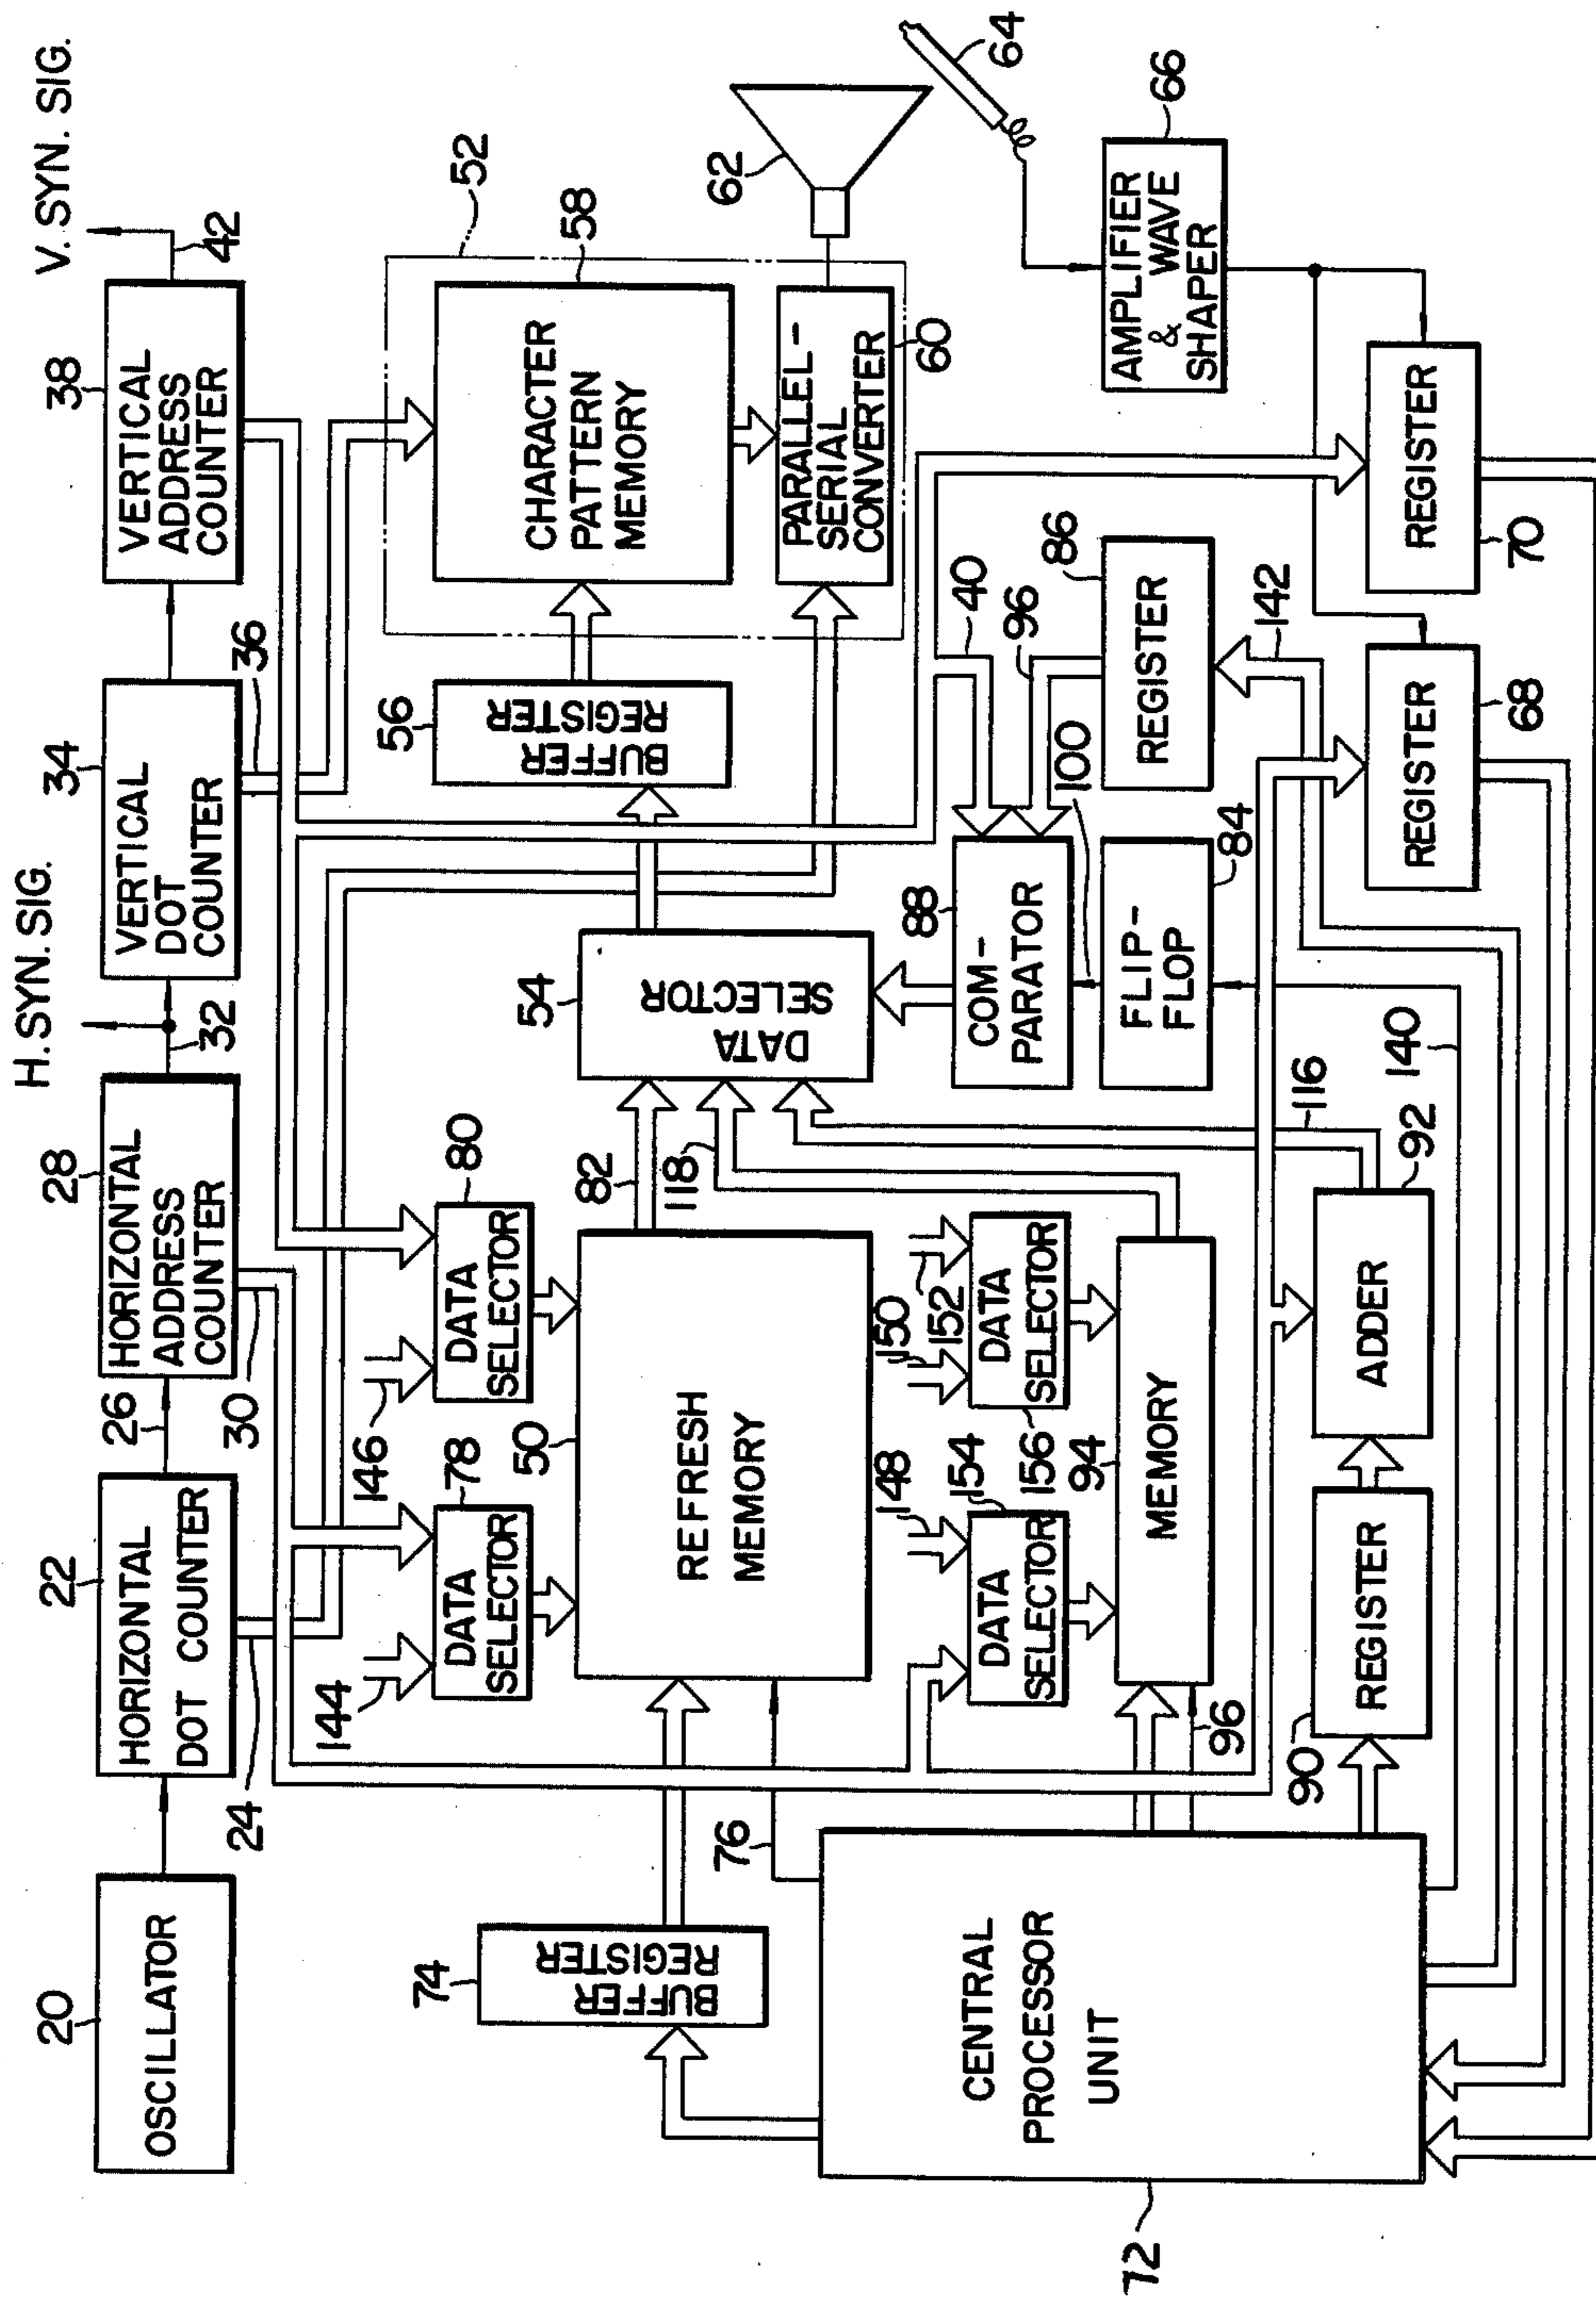 H.SYN.SIG.
V. SYN. SIG.
20
OSCILLATOR
22
HORIZONTAL
DOT COUNTER
24
26
28
HORIZONTAL
ADDRESS
COUNTER
30
32
34
VERTICAL
DOT
COUNTER
36
38
VERTICAL
ADDRESS
COUNTER
42
144
78
DATA
SELECTOR
146
80
DATA
SELECTOR
52
58
CHARACTER
PATTERN
MEMORY
56
BUFFER
REGISTER
PARALLEL-
SERIAL
CONVERTER
60
62
64
74
BUFFER
REGISTER
76
50
REFRESH
MEMORY
82
118
54
DATA
SELECTOR
148
154
DATA
SELECTOR
150
152
156
DATA
SELECTOR
88
COM-
PARATOR
40
96
100
86
REGISTER
66
AMPLIFIER
& WAVE
SHAPER
72
CENTRAL
PROCESSOR
UNIT
94
MEMORY
96
84
FLIP-
FLOP
142
90
REGISTER
ADDER
92
116
140
REGISTER
68
REGISTER
70